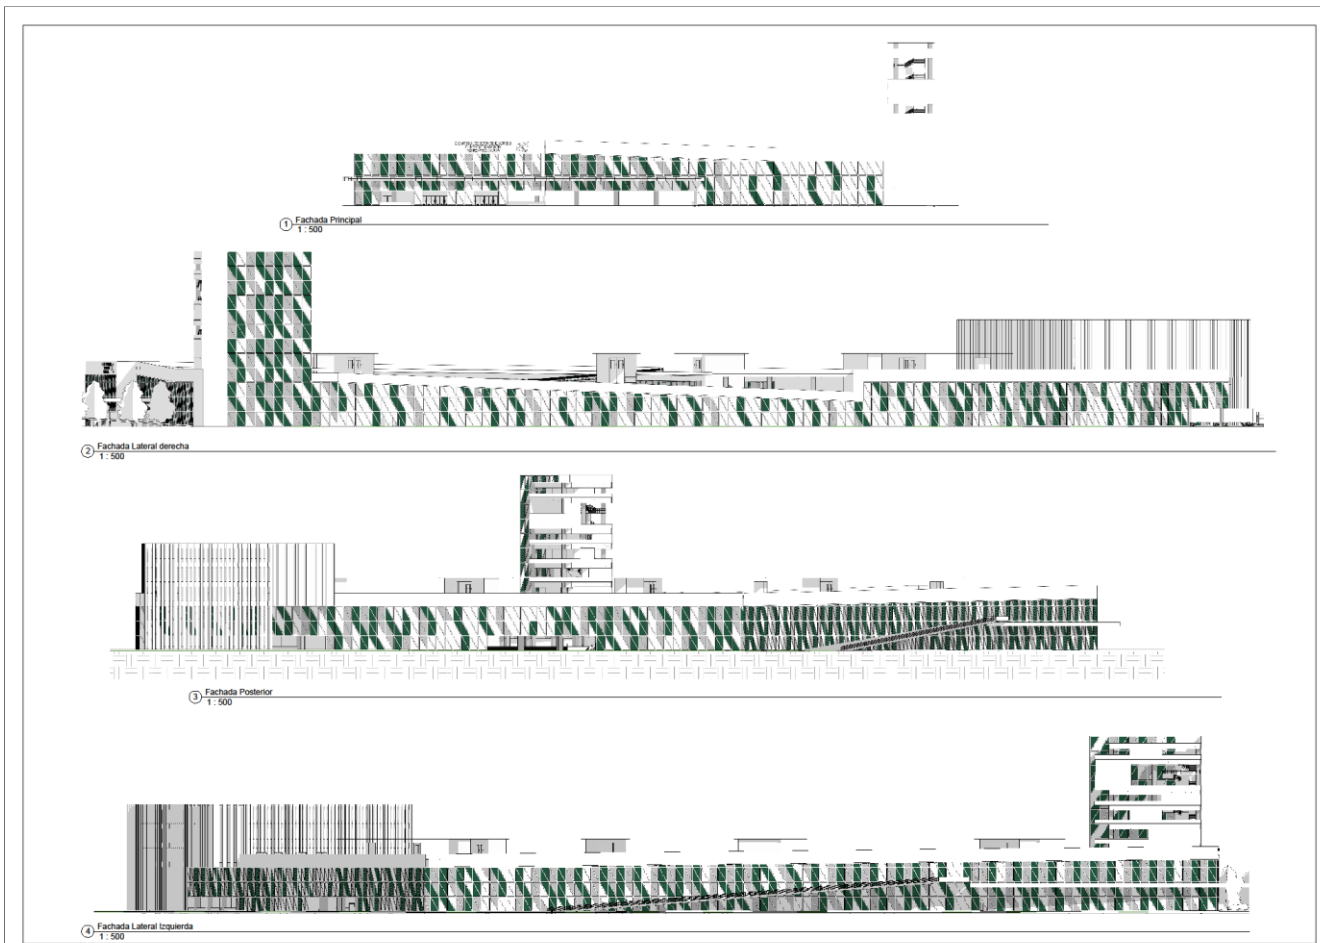 1 Fachada Principal
1 : 500
2 Fachada Lateral derecha
1 : 500
3 Fachada Posterior
1 : 500
4 Fachada Lateral Izquierda
1 : 500